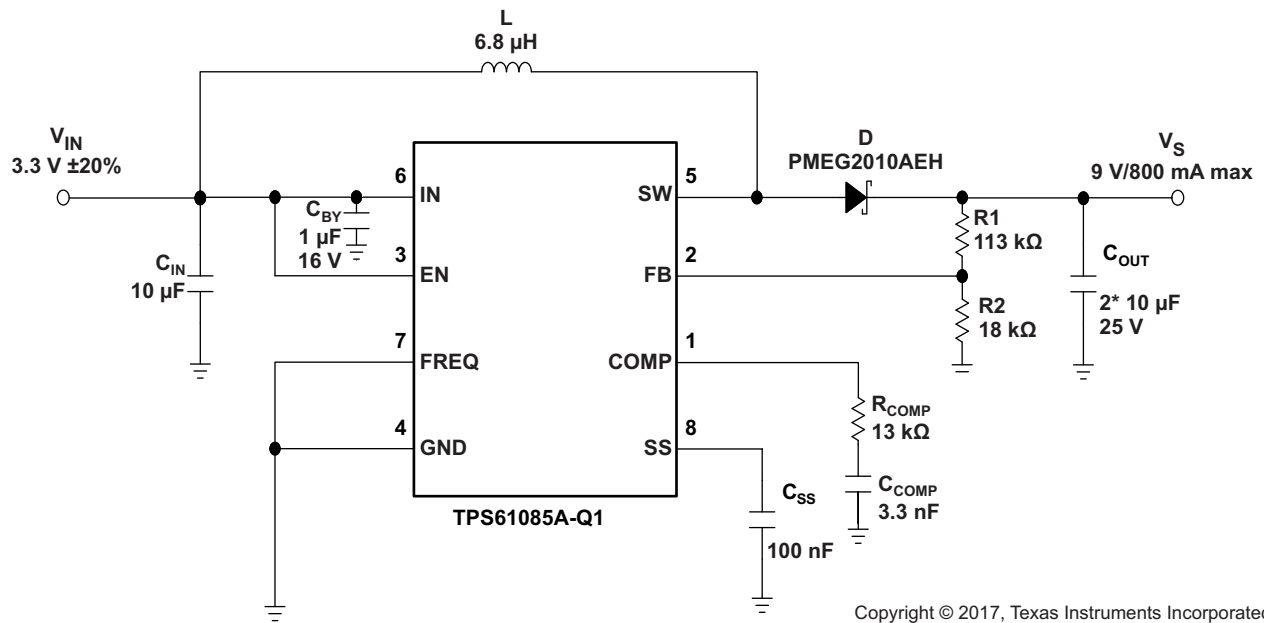 L
6.8 µH
V_IN
3.3 V ±20%
D
PMEG2010AEH
V_S
9 V/800 mA max
6
IN
SW
5
C_BY
1 µF
16 V
R1
113 kΩ
C_IN
10 µF
3
EN
FB
2
C_OUT
2* 10 µF
25 V
R2
18 kΩ
7
FREQ
COMP
1
R_COMP
13 kΩ
4
GND
SS
8
C_SS
100 nF
C_COMP
3.3 nF
TPS61085A-Q1
Copyright © 2017, Texas Instruments Incorporated